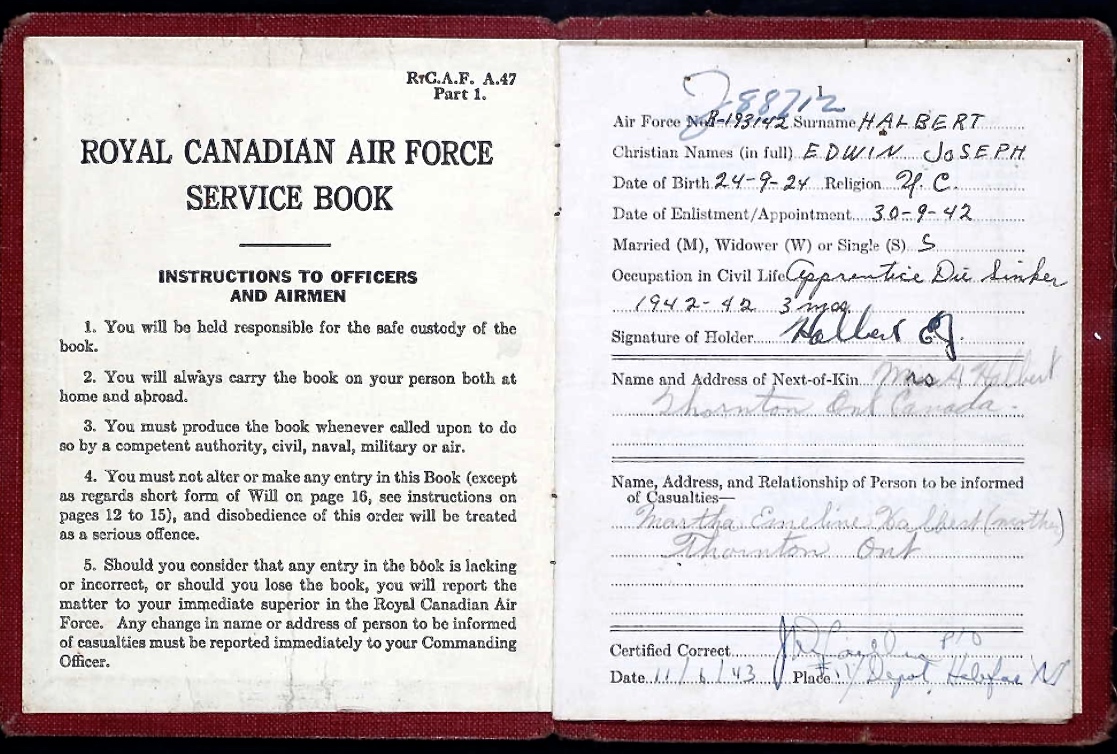 R.C.A.F. A.47
Part 1.
ROYAL CANADIAN AIR FORCE
SERVICE BOOK
INSTRUCTIONS TO OFFICERS
AND AIRMEN
1. You will be held responsible for the safe custody of the
book.
2. You will always carry the book on your person both at
home and abroad.
3. You must produce the book whenever called upon to do
so by a competent authority, civil, naval, military or air.
4. You must not alter or make any entry in this Book (except
as regards short form of Will on page 16, see instructions on
pages 12 to 15), and disobedience of this order will be treated
as a serious offence.
5. Should you consider that any entry in the book is lacking
or incorrect, or should you lose the book, you will report the
matter to your immediate superior in the Royal Canadian Air
Force. Any change in name or address of person to be informed
of casualties must be reported immediately to your Commanding
Officer.
1
J 88712
Air Force No. R-193142 Surname HALBERT
Christian Names (in full) EDWIN JOSEPH
Date of Birth 24-9-24 Religion U.C.
Date of Enlistment/Appointment 30-9-42
Married (M), Widower (W) or Single (S) S
Occupation in Civil Life Apprentice Die Sinker
1942-42 3 mos
Signature of Holder Halbert EJ.
Name and Address of Next-of-Kin Halbert
Thornton Ont Canada.
Name, Address, and Relationship of Person to be informed
of Casualties—
Martha Emeline Halbert (mother)
Thornton Ont
Certified Correct P/O
Date 11/6/43 Place Depot, Halifax NS